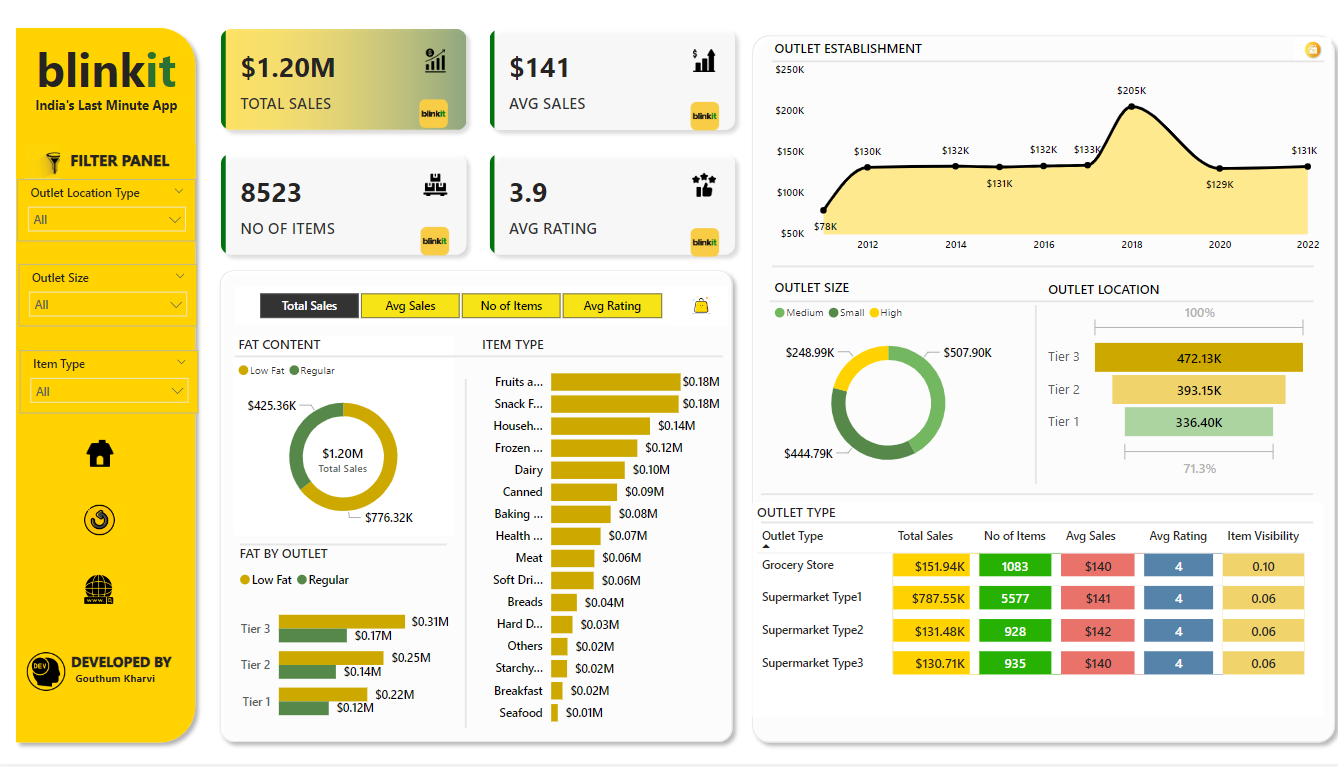 blinkit
India's Last Minute App
FILTER PANEL
Outlet Location Type
All
Outlet Size
All
Item Type
All
DEV
DEVELOPED BY
Gouthum Kharvi
$1.20M
TOTAL SALES
blinkit
$141
AVG SALES
blinkit
8523
NO OF ITEMS
blinkit
3.9
AVG RATING
blinkit
Total Sales
Avg Sales
No of Items
Avg Rating
FAT CONTENT
Low Fat Regular
$425.36K
$1.20M
Total Sales
$776.32K
FAT BY OUTLET
Low Fat Regular
Tier 3 $0.31M
$0.17M
Tier 2 $0.25M
$0.14M
Tier 1 $0.22M
$0.12M
ITEM TYPE
Fruits a... $0.18M
Snack F... $0.18M
Househ... $0.14M
Frozen ... $0.12M
Dairy $0.10M
Canned $0.09M
Baking ... $0.08M
Health ... $0.07M
Meat $0.06M
Soft Dri... $0.06M
Breads $0.04M
Hard D... $0.03M
Others $0.02M
Starchy... $0.02M
Breakfast $0.02M
Seafood $0.01M
OUTLET ESTABLISHMENT
$250K
$200K
$150K
$100K
$50K
$78K
$130K
$132K
$131K
$132K
$133K
$205K
$129K
$131K
2012 2014 2016 2018 2020 2022
OUTLET SIZE
Medium Small High
$248.99K
$507.90K
$444.79K
OUTLET LOCATION
100%
Tier 3 472.13K
Tier 2 393.15K
Tier 1 336.40K
71.3%
OUTLET TYPE
Outlet Type Total Sales No of Items Avg Sales Avg Rating Item Visibility
Grocery Store $151.94K 1083 $140 4 0.10
Supermarket Type1 $787.55K 5577 $141 4 0.06
Supermarket Type2 $131.48K 928 $142 4 0.06
Supermarket Type3 $130.71K 935 $140 4 0.06